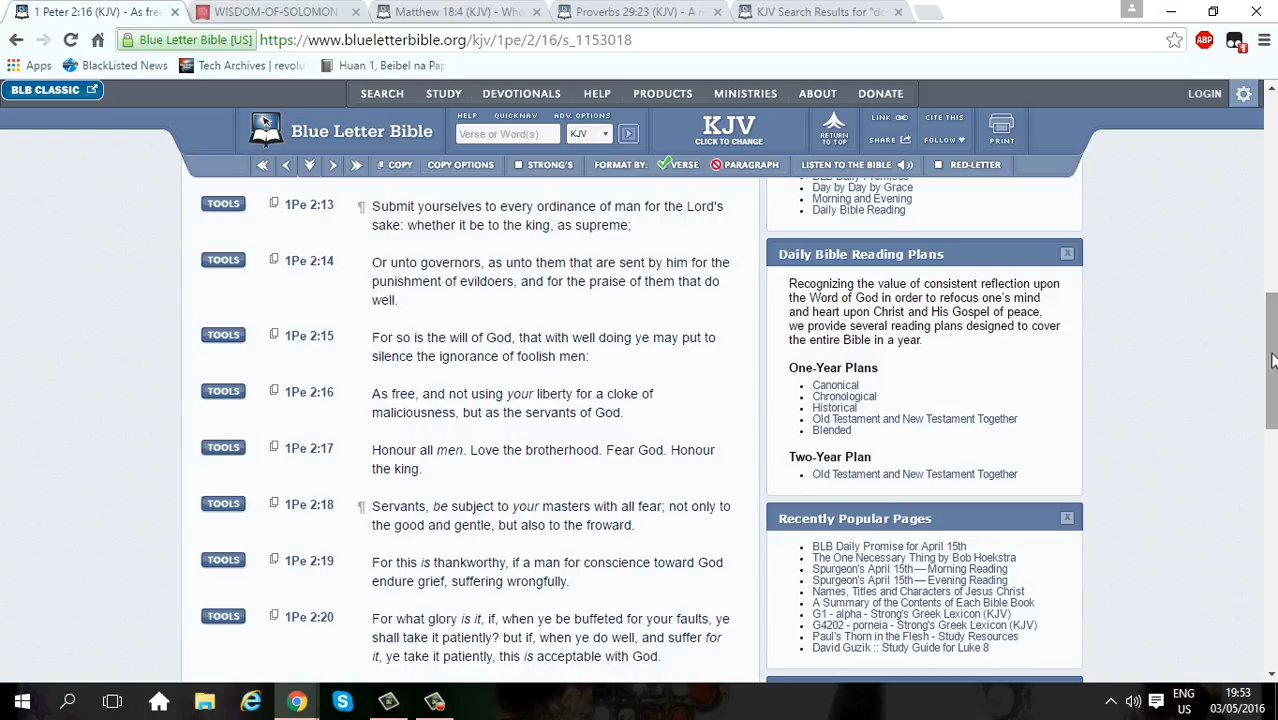 1 Peter 2:16 (KJV) - As fre
WISDOM-OF-SOLOMON
Matthew 18:4 (KJV) - Who
Proverbs 29:23 (KJV) - A m
KJV Search Results for "do
Blue Letter Bible [US]
https://www.blueletterbible.org/kjv/1pe/2/16/s_1153018
ABP
Apps
BlackListed News
Tech Archives | revolu
Huan 1, Beibel na Pap
BLB CLASSIC
SEARCH STUDY DEVOTIONALS HELP PRODUCTS MINISTRIES ABOUT DONATE
LOGIN
Blue Letter Bible
HELP QUICKNAV ADV. OPTIONS
Verse or Word(s)
KJV
KJV
CLICK TO CHANGE
RETURN
TO TOP
LINK
CITE THIS
SHARE
FOLLOW
PRINT
COPY
COPY OPTIONS
STRONG'S
FORMAT BY:
VERSE
PARAGRAPH
LISTEN TO THE BIBLE
RED-LETTER
TOOLS
1Pe 2:13
¶ Submit yourselves to every ordinance of man for the Lord's
sake: whether it be to the king, as supreme;
TOOLS
1Pe 2:14
Or unto governors, as unto them that are sent by him for the
punishment of evildoers, and for the praise of them that do
well.
TOOLS
1Pe 2:15
For so is the will of God, that with well doing ye may put to
silence the ignorance of foolish men:
TOOLS
1Pe 2:16
As free, and not using your liberty for a cloke of
maliciousness, but as the servants of God.
TOOLS
1Pe 2:17
Honour all men. Love the brotherhood. Fear God. Honour
the king.
TOOLS
1Pe 2:18
¶ Servants, be subject to your masters with all fear; not only to
the good and gentle, but also to the froward.
TOOLS
1Pe 2:19
For this is thankworthy, if a man for conscience toward God
endure grief, suffering wrongfully.
TOOLS
1Pe 2:20
For what glory is it, if, when ye be buffeted for your faults, ye
shall take it patiently? but if, when ye do well, and suffer for
it, ye take it patiently, this is acceptable with God.
BLB Daily Promises
Day by Day by Grace
Morning and Evening
Daily Bible Reading
Daily Bible Reading Plans
Recognizing the value of consistent reflection upon
the Word of God in order to refocus one's mind
and heart upon Christ and His Gospel of peace,
we provide several reading plans designed to cover
the entire Bible in a year.
One-Year Plans
Canonical
Chronological
Historical
Old Testament and New Testament Together
Blended
Two-Year Plan
Old Testament and New Testament Together
Recently Popular Pages
BLB Daily Promise for April 15th
The One Necessary Thing by Bob Hoekstra
Spurgeon's April 15th — Morning Reading
Spurgeon's April 15th — Evening Reading
Names, Titles and Characters of Jesus Christ
A Summary of the Contents of Each Bible Book
G1 - alpha - Strong's Greek Lexicon (KJV)
G4202 - porneia - Strong's Greek Lexicon (KJV)
Paul's Thorn in the Flesh - Study Resources
David Guzik :: Study Guide for Luke 8
ENG
US
19:53
03/05/2016